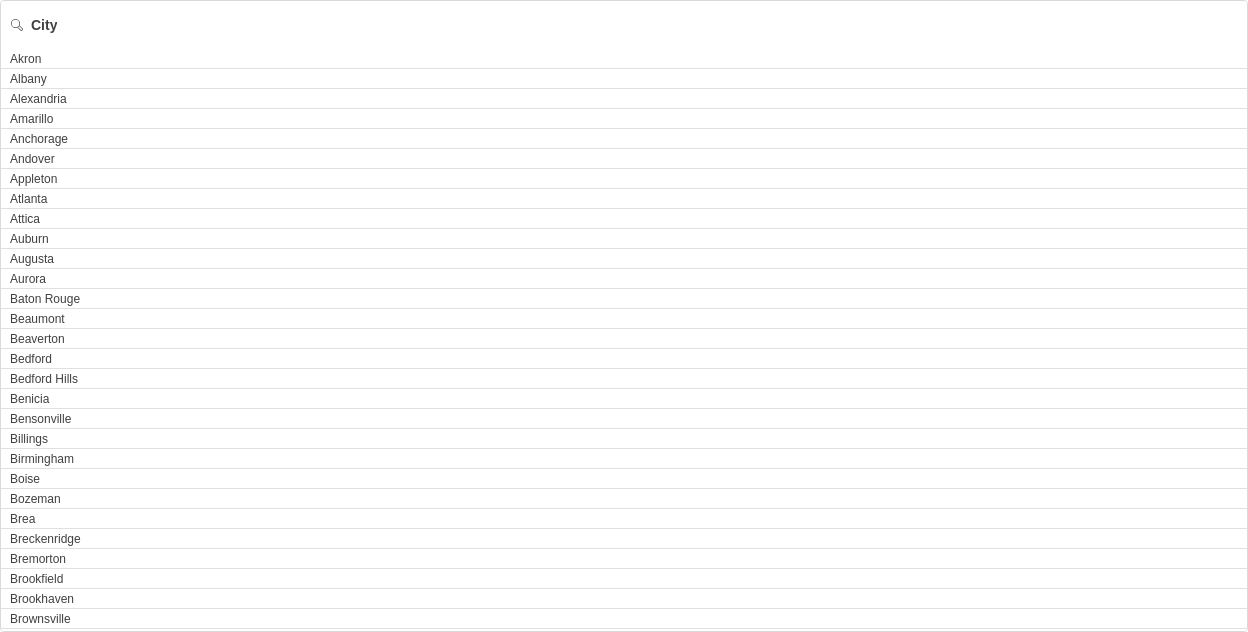 City
Akron
Albany
Alexandria
Amarillo
Anchorage
Andover
Appleton
Atlanta
Attica
Auburn
Augusta
Aurora
Baton Rouge
Beaumont
Beaverton
Bedford
Bedford Hills
Benicia
Bensonville
Billings
Birmingham
Boise
Bozeman
Brea
Breckenridge
Bremorton
Brookfield
Brookhaven
Brownsville